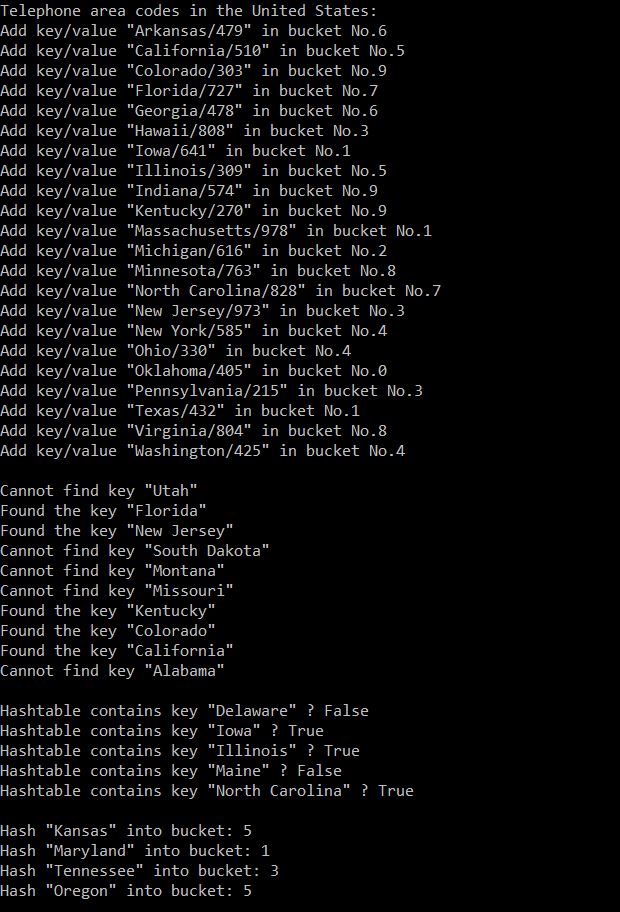 Telephone area codes in the United States:
Add key/value "Arkansas/479" in bucket No.6
Add key/value "California/510" in bucket No.5
Add key/value "Colorado/303" in bucket No.9
Add key/value "Florida/727" in bucket No.7
Add key/value "Georgia/478" in bucket No.6
Add key/value "Hawaii/808" in bucket No.3
Add key/value "Iowa/641" in bucket No.1
Add key/value "Illinois/309" in bucket No.5
Add key/value "Indiana/574" in bucket No.9
Add key/value "Kentucky/270" in bucket No.9
Add key/value "Massachusetts/978" in bucket No.1
Add key/value "Michigan/616" in bucket No.2
Add key/value "Minnesota/763" in bucket No.8
Add key/value "North Carolina/828" in bucket No.7
Add key/value "New Jersey/973" in bucket No.3
Add key/value "New York/585" in bucket No.4
Add key/value "Ohio/330" in bucket No.4
Add key/value "Oklahoma/405" in bucket No.0
Add key/value "Pennsylvania/215" in bucket No.3
Add key/value "Texas/432" in bucket No.1
Add key/value "Virginia/804" in bucket No.8
Add key/value "Washington/425" in bucket No.4

Cannot find key "Utah"
Found the key "Florida"
Found the key "New Jersey"
Cannot find key "South Dakota"
Cannot find key "Montana"
Cannot find key "Missouri"
Found the key "Kentucky"
Found the key "Colorado"
Found the key "California"
Cannot find key "Alabama"

Hashtable contains key "Delaware" ? False
Hashtable contains key "Iowa" ? True
Hashtable contains key "Illinois" ? True
Hashtable contains key "Maine" ? False
Hashtable contains key "North Carolina" ? True

Hash "Kansas" into bucket: 5
Hash "Maryland" into bucket: 1
Hash "Tennessee" into bucket: 3
Hash "Oregon" into bucket: 5